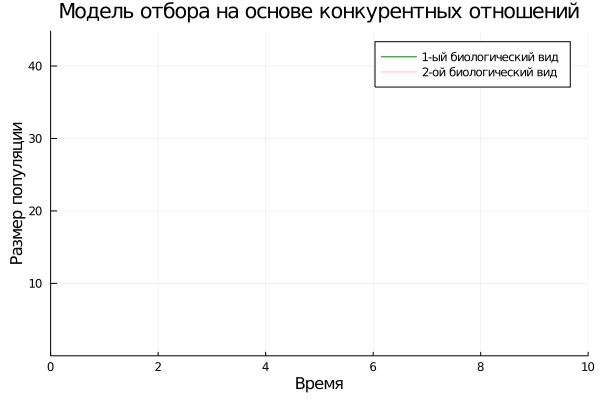 Модель отбора на основе конкурентных отношений
1-ый биологический вид
2-ой биологический вид
Размер популяции
40
30
20
10
0
2
4
6
8
10
Время